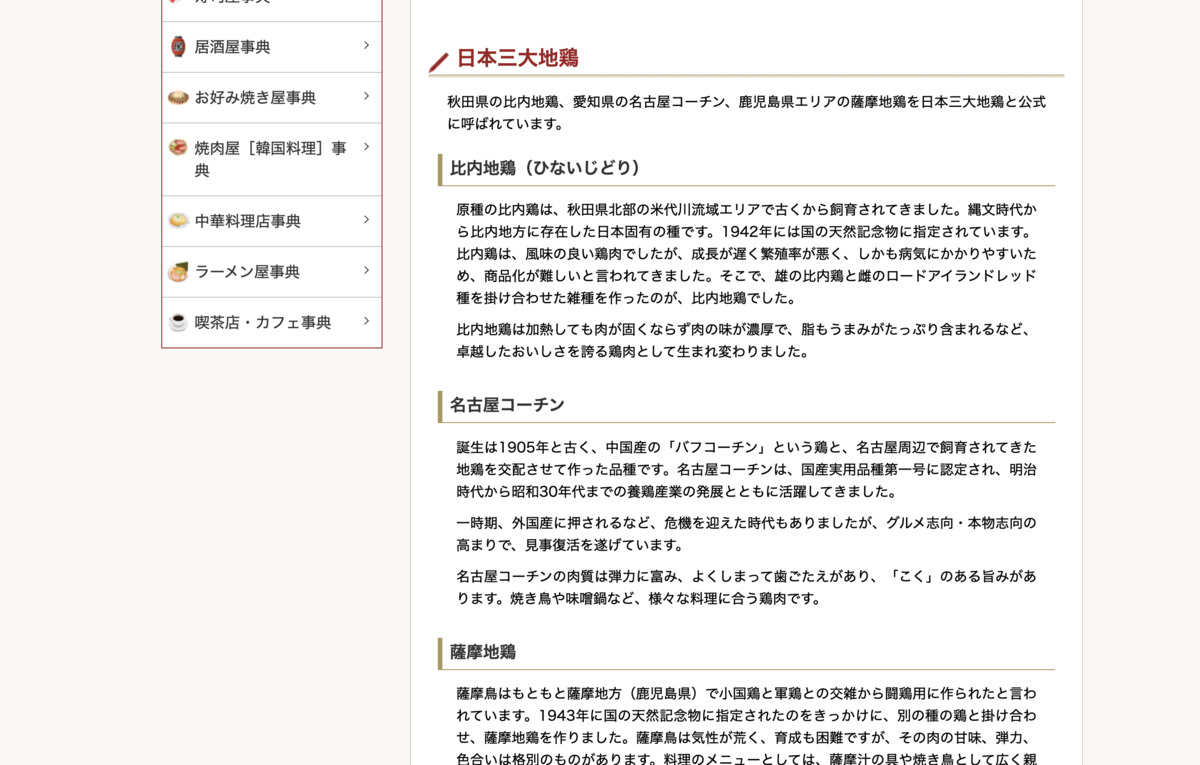 居酒屋事典
お好み焼き屋事典
焼肉屋［韓国料理］事
典
中華料理店事典
ラーメン屋事典
喫茶店・カフェ事典
日本三大地鶏
秋田県の比内地鶏、愛知県の名古屋コーチン、鹿児島県エリアの薩摩地鶏を日本三大地鶏と公式
に呼ばれています。
比内地鶏（ひないじどり）
原種の比内鶏は、秋田県北部の米代川流域エリアで古くから飼育されてきました。縄文時代か
ら比内地方に存在した日本固有の種です。1942年には国の天然記念物に指定されています。
比内鶏は、風味の良い鶏肉でしたが、成長が遅く繁殖率が悪く、しかも病気にかかりやすいた
め、商品化が難しいと言われてきました。そこで、雄の比内鶏と雌のロードアイランドレッド
種を掛け合わせた雑種を作ったのが、比内地鶏でした。
比内地鶏は加熱しても肉が固くならず肉の味が濃厚で、脂もうまみがたっぷり含まれるなど、
卓越したおいしさを誇る鶏肉として生まれ変わりました。
名古屋コーチン
誕生は1905年と古く、中国産の「バフコーチン」という鶏と、名古屋周辺で飼育されてきた
地鶏を交配させて作った品種です。名古屋コーチンは、国産実用品種第一号に認定され、明治
時代から昭和30年代までの養鶏産業の発展とともに活躍してきました。
一時期、外国産に押されるなど、危機を迎えた時代もありましたが、グルメ志向・本物志向の
高まりで、見事復活を遂げています。
名古屋コーチンの肉質は弾力に富み、よくしまって歯ごたえがあり、「こく」のある旨みがあ
ります。焼き鳥や味噌鍋など、様々な料理に合う鶏肉です。
薩摩地鶏
薩摩鳥はもともと薩摩地方（鹿児島県）で小国鶏と軍鶏との交雑から闘鶏用に作られたと言わ
れています。1943年に国の天然記念物に指定されたのをきっかけに、別の種の鶏と掛け合わ
せ、薩摩地鶏を作りました。薩摩鳥は気性が荒く、育成も困難ですが、その肉の甘味、弾力、
色合いは格別のものがあります。料理のメニューとしては、薩摩汁の具や焼き鳥として広く親